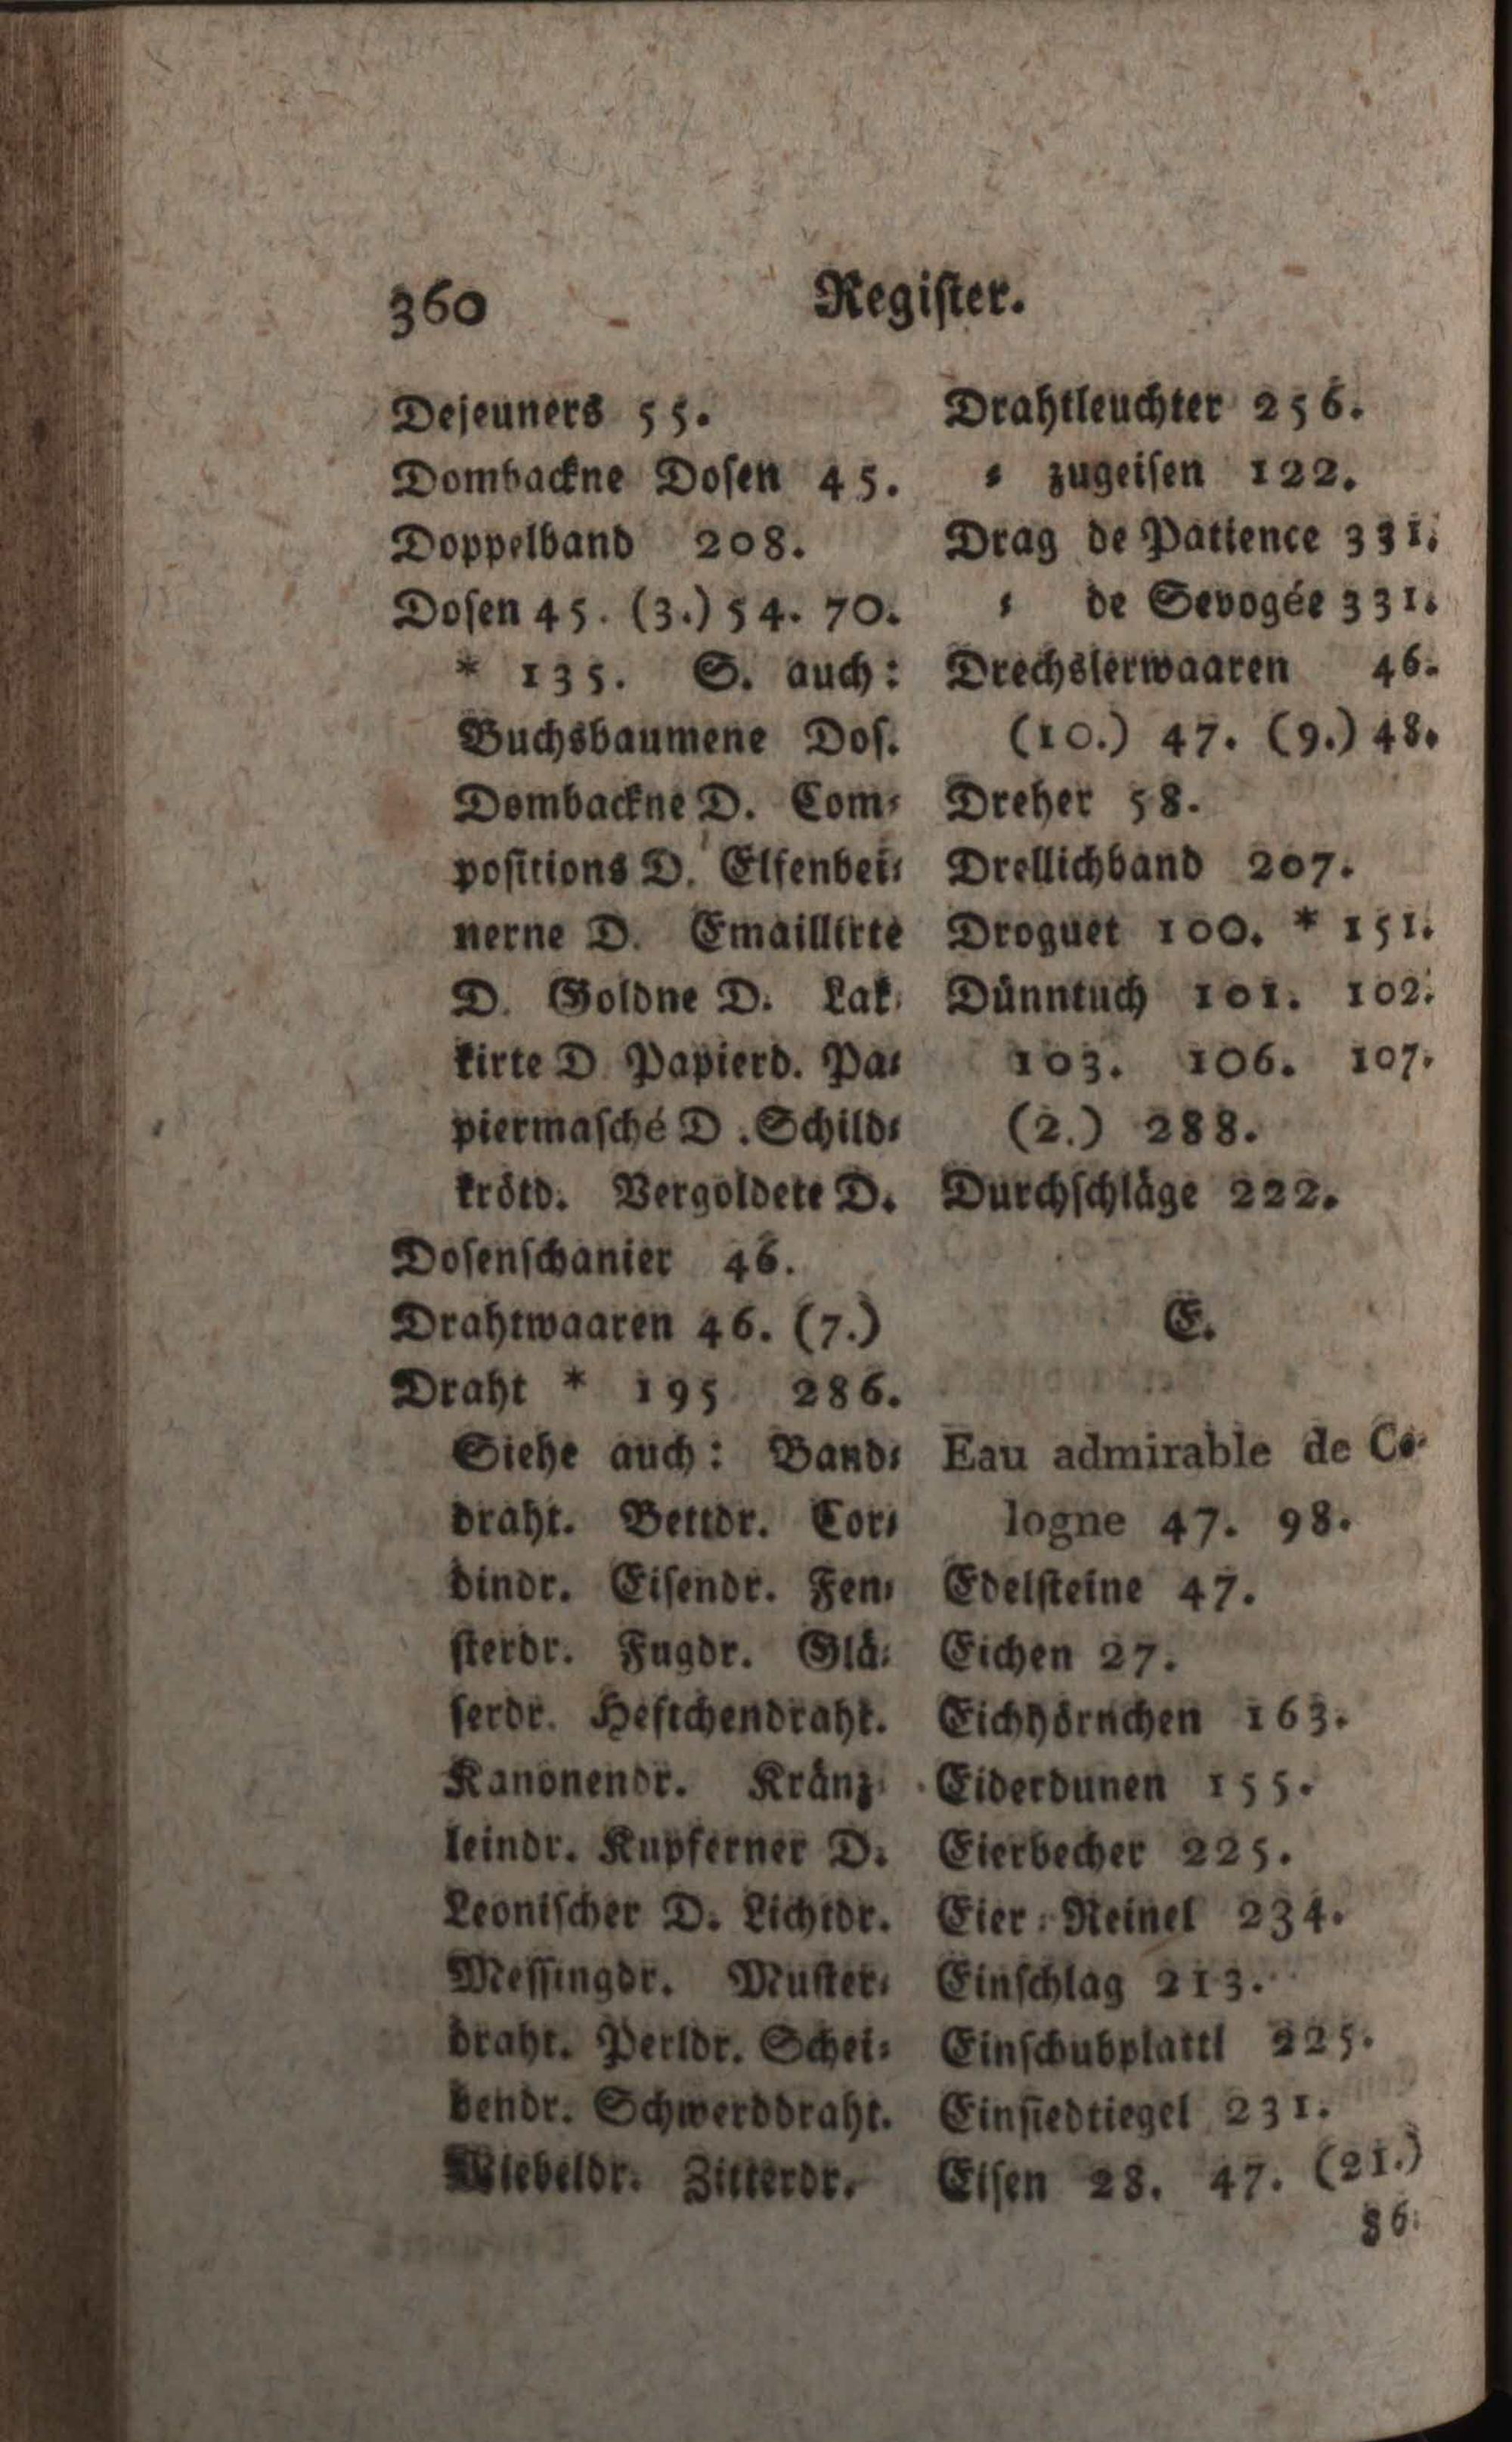 360
Register.
Dejeuners 55.
Dombackne Dosen 45.
Doppelband 208.
Dosen 45. (3.) 54. 70.
* 135. S. auch:
Buchsbaumene Dos.
Dombackne D. Com-
positions D. Elfenbei-
nerne D. Emaillirte
D. Goldne D. Lak-
kirte D Papierd. Pa-
piermasché D. Schild-
krötd. Vergoldete D.
Dosenschanier 46.
Drahtwaaren 46. (7.)
Draht * 195 286.
Siehe auch: Band-
draht. Bettdr. Cor-
dindr. Eisendr. Fen-
sterdr. Fugdr. Glä-
serdr. Heftchendraht.
Kanonendr. Kränz-
leindr. Kupferner D.
Leonischer D. Lichtdr.
Messingdr. Muster-
draht. Perldr. Schei-
bendr. Schwerddraht.
Wiebeldr. Zitterdr.
Drahtleuchter 256.
- zugeisen 122.
Drag de Patience 331.
- de Sevogée 331.
Drechslerwaaren 46.
(10.) 47. (9.) 48.
Dreher 58.
Drellichband 207.
Droguet 100. * 151.
Dünntuch 101. 102.
103. 106. 107.
(2.) 288.
Durchschläge 222.
E.
Eau admirable de Co-
logne 47. 98.
Edelsteine 47.
Eichen 27.
Eichhörnchen 163.
Eiderdunen 155.
Eierbecher 225.
Eier-Reinel 234.
Einschlag 213.
Einschubplattl 225.
Einsiedtiegel 231.
Eisen 28. 47. (21.)
86.